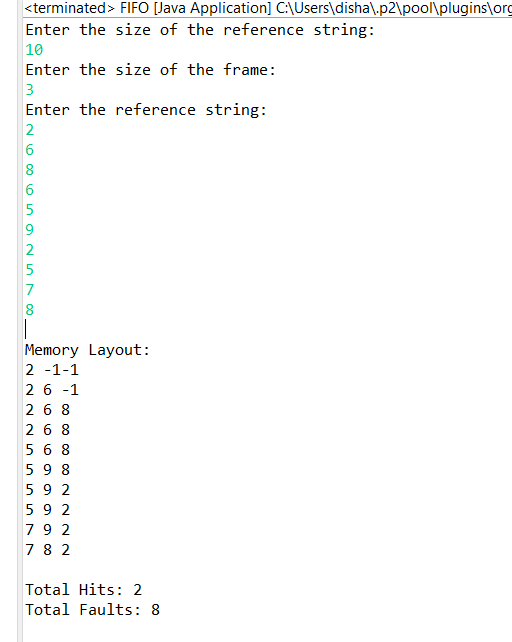 <terminated> FIFO [Java Application] C:\Users\disha\.p2\pool\plugins\org
Enter the size of the reference string:
10
Enter the size of the frame:
3
Enter the reference string:
2
6
8
6
5
9
2
5
7
8
Memory Layout:
2 -1-1
2 6 -1
2 6 8
2 6 8
5 6 8
5 9 8
5 9 2
5 9 2
7 9 2
7 8 2
Total Hits: 2
Total Faults: 8